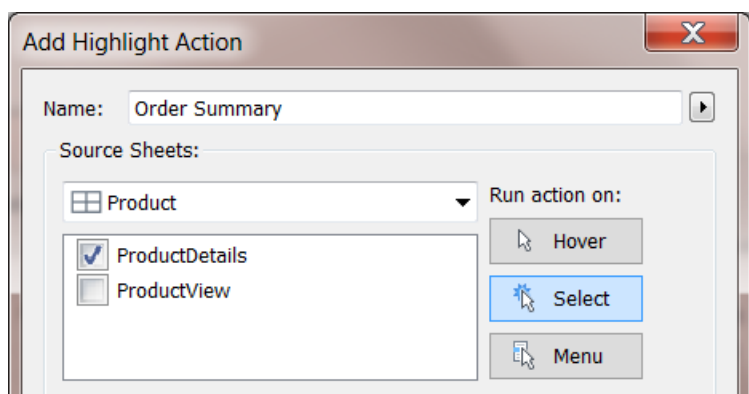 Add Highlight Action
Name: Order Summary
Source Sheets:
Product
Run action on:
ProductDetails
ProductView
Hover
Select
Menu